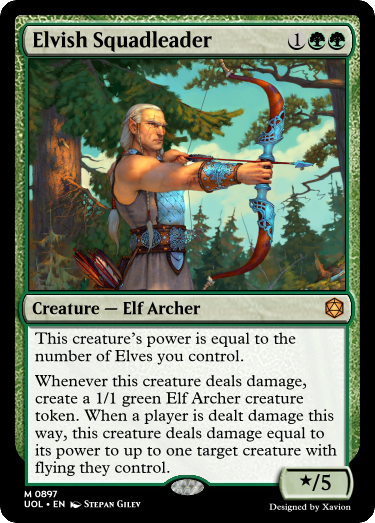 Elvish Squadleader 1
Creature — Elf Archer
This creature's power is equal to the
number of Elves you control.
Whenever this creature deals damage,
create a 1/1 green Elf Archer creature
token. When a player is dealt damage this
way, this creature deals damage equal to
its power to up to one target creature with
flying they control.
★/5
M 0897
UOL • EN Stepan Gilev
Designed by Xavion